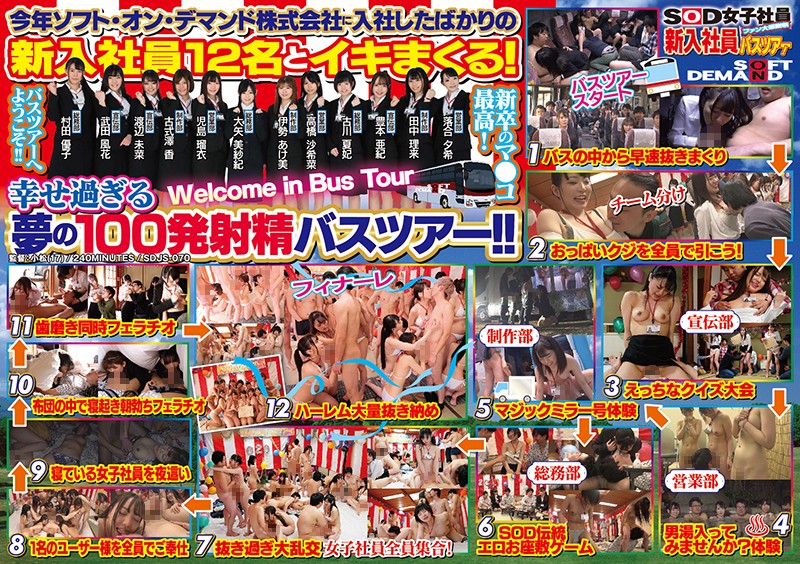 今年ソフト・オン・デマンド株式会社に入社したばかりの
新入社員12名とイキまくる!
バスツアーへようこそ!!
新卒のマ●コ最高!
村田 優子
武田 風花
渡辺 未菜
古式澤 香
児島 瑠衣
大矢 美紗紀
伊勢 あけ美
高橋 沙希菜
吉川 夏妃
豊本 亜紀
田中 理来
河合 夕希
Welcome in Bus Tour
幸せ過ぎる
夢の100発射精バスツアー!!
監督:小松(17)/240MINUTES/SDJS-070
SOD女子社員
新入社員
バスツアー
SOFT
ON
DEMAND
バスツアー
スタート
1 バスの中から早速抜きまくり
チーム分け
2 おっぱいクジを全員で引こう!
宣伝部
3 えっちなクイズ大会
営業部
男湯入って
みませんか?体験 4
制作部
5 マジックミラー号体験
総務部
6 SOD伝統
エロお座敷ゲーム
7 抜き過ぎ大乱交 女子社員全員集合!
8 1名のユーザー様を全員でご奉仕
9 寝ている女子社員を夜這い
10
布団の中で寝起き朝勃ちフェラチオ
11 歯磨き同時フェラチオ
フィナーレ
12 ハーレム大量抜き納め